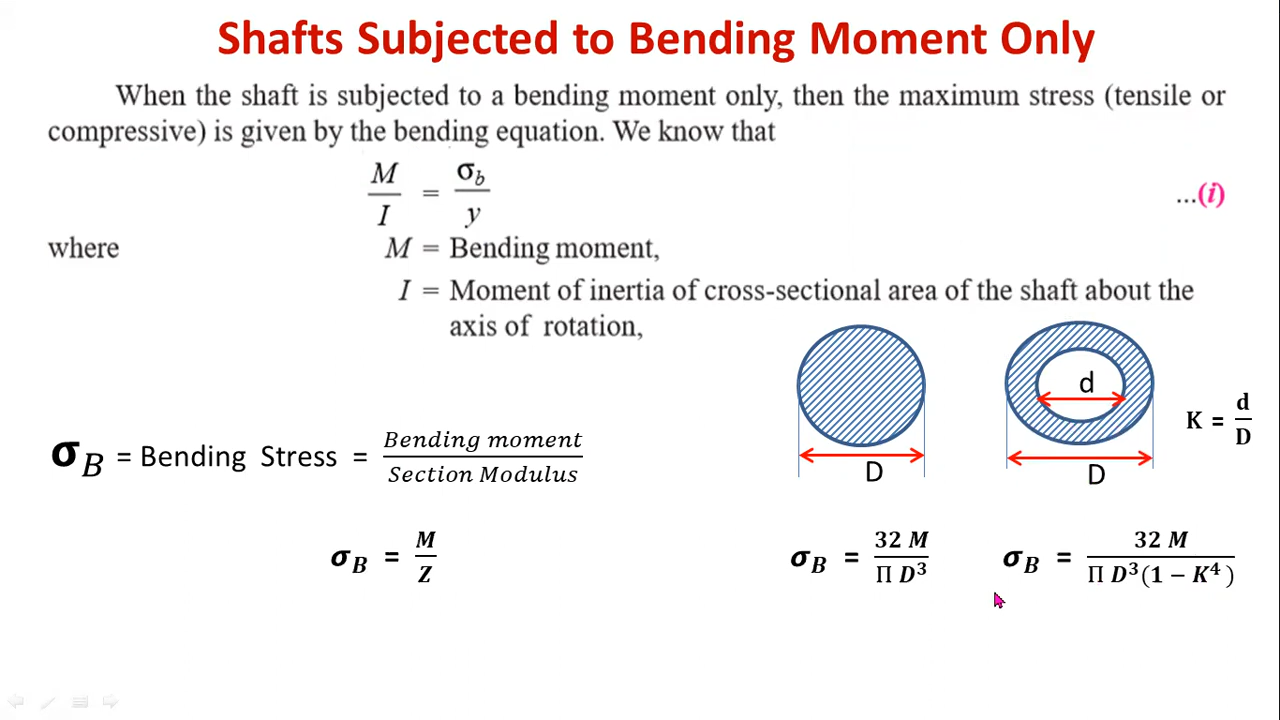 Shafts Subjected to Bending Moment Only
When the shaft is subjected to a bending moment only, then the maximum stress (tensile or
compressive) is given by the bending equation. We know that
M/I = σb/y ...(i)
where M = Bending moment,
I = Moment of inertia of cross-sectional area of the shaft about the
axis of rotation,
d
K = d/D
σB = Bending Stress = Bending moment/Section Modulus
D D
σB = M/Z
σB = 32 M/Π D³
σB = 32 M/Π D³(1 − K⁴)